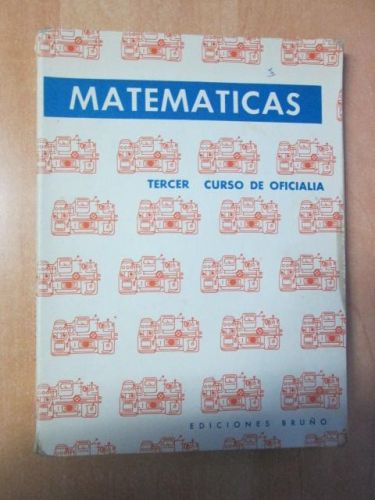 MATEMATICAS
TERCER CURSO DE OFICIALIA
EDICIONES BRUÑO